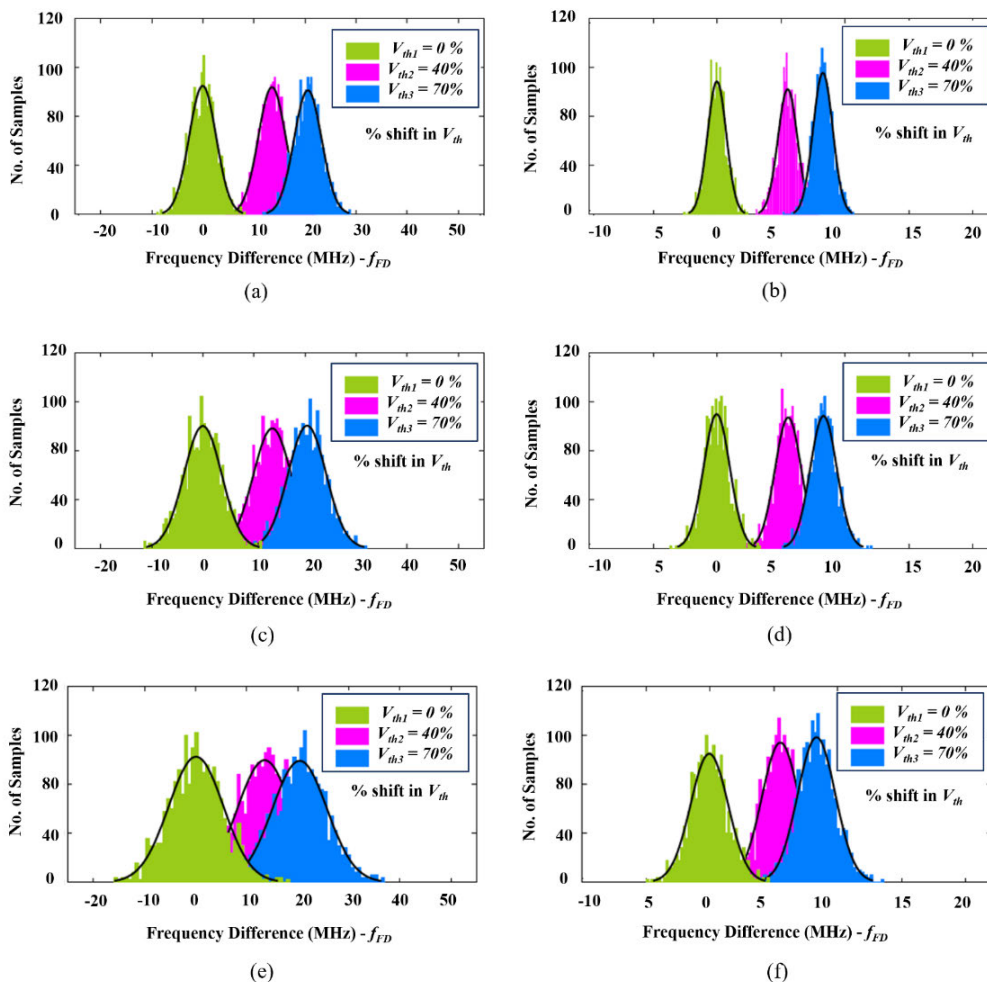 120
100
80
40
0
No. of Samples
V_th1 = 0 %
V_th2 = 40%
V_th3 = 70%
% shift in V_th
-20 -10 0 10 20 30 40 50
Frequency Difference (MHz) - f_FD
(a)
120
100
80
40
0
No. of Samples
V_th1 = 0 %
V_th2 = 40%
V_th3 = 70%
% shift in V_th
-10 5 0 5 10 15 20
Frequency Difference (MHz) - f_FD
(b)
120
100
80
40
0
No. of Samples
V_th1 = 0 %
V_th2 = 40%
V_th3 = 70%
% shift in V_th
-20 -10 0 10 20 30 40 50
Frequency Difference (MHz) - f_FD
(c)
120
100
80
40
0
No. of Samples
V_th1 = 0 %
V_th2 = 40%
V_th3 = 70%
% shift in V_th
-10 5 0 5 10 15 20
Frequency Difference (MHz) - f_FD
(d)
120
100
80
40
0
No. of Samples
V_th1 = 0 %
V_th2 = 40%
V_th3 = 70%
% shift in V_th
-20 -10 0 10 20 30 40 50
Frequency Difference (MHz) - f_FD
(e)
120
100
80
40
0
No. of Samples
V_th1 = 0 %
V_th2 = 40%
V_th3 = 70%
% shift in V_th
-10 5 0 5 10 15 20
Frequency Difference (MHz) - f_FD
(f)